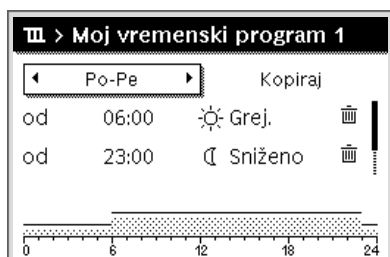 > Moj vremenski program 1
Po-Pe Kopiraj
od 06:00 Grej.
od 23:00 Sniženo
0 6 12 18 24